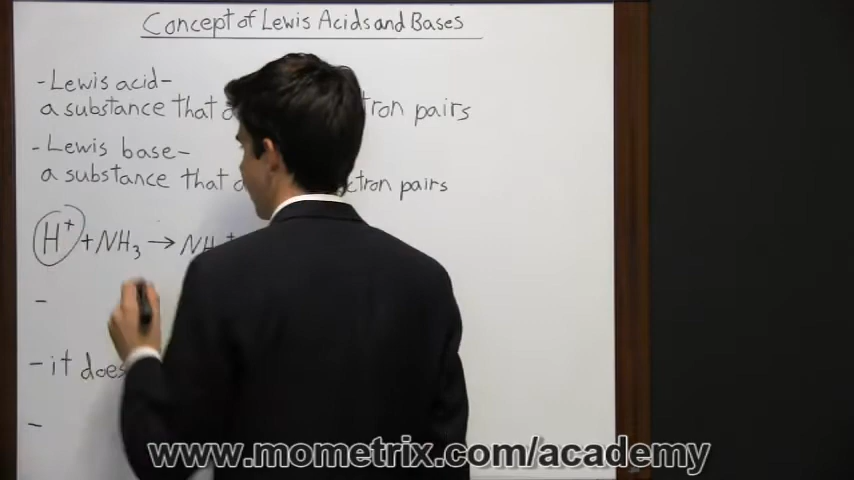 Concept of Lewis Acids and Bases
-Lewis acid-
a substance that tron pairs
-Lewis base-
a substance that ctron pairs
H⁺ + NH₃ → NH
-
- it does
-
www.mometrix.com/academy